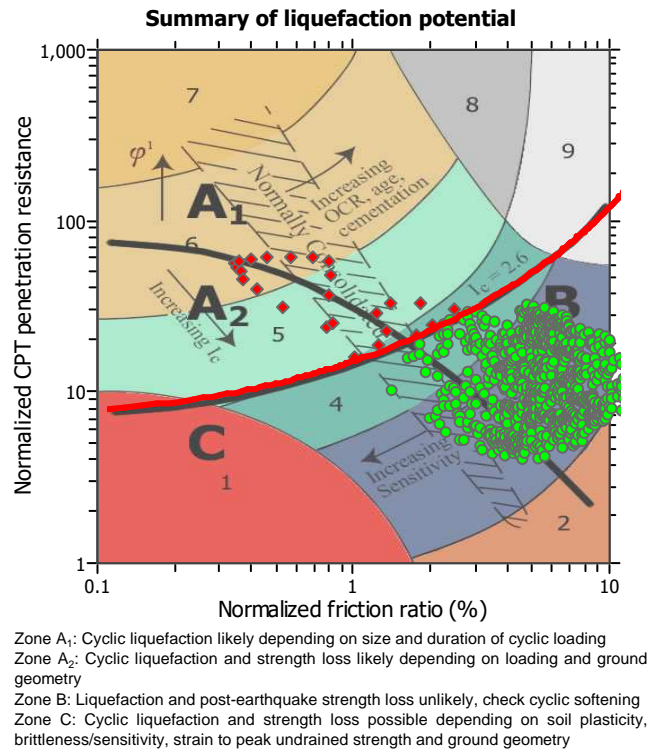 Summary of liquefaction potential
Normalized CPT penetration resistance
1,000
100
10
1
0.1
1
10
7
8
9
φ¹
A₁
Increasing
OCR, age,
cementation
Normally Consolidated
6
A₂
Increasing Ic
5
Ic = 2.6
B
4
C
1
Increasing
Sensitivity
2
Normalized friction ratio (%)
Zone A₁: Cyclic liquefaction likely depending on size and duration of cyclic loading
Zone A₂: Cyclic liquefaction and strength loss likely depending on loading and ground
geometry
Zone B: Liquefaction and post-earthquake strength loss unlikely, check cyclic softening
Zone C: Cyclic liquefaction and strength loss possible depending on soil plasticity,
brittleness/sensitivity, strain to peak undrained strength and ground geometry